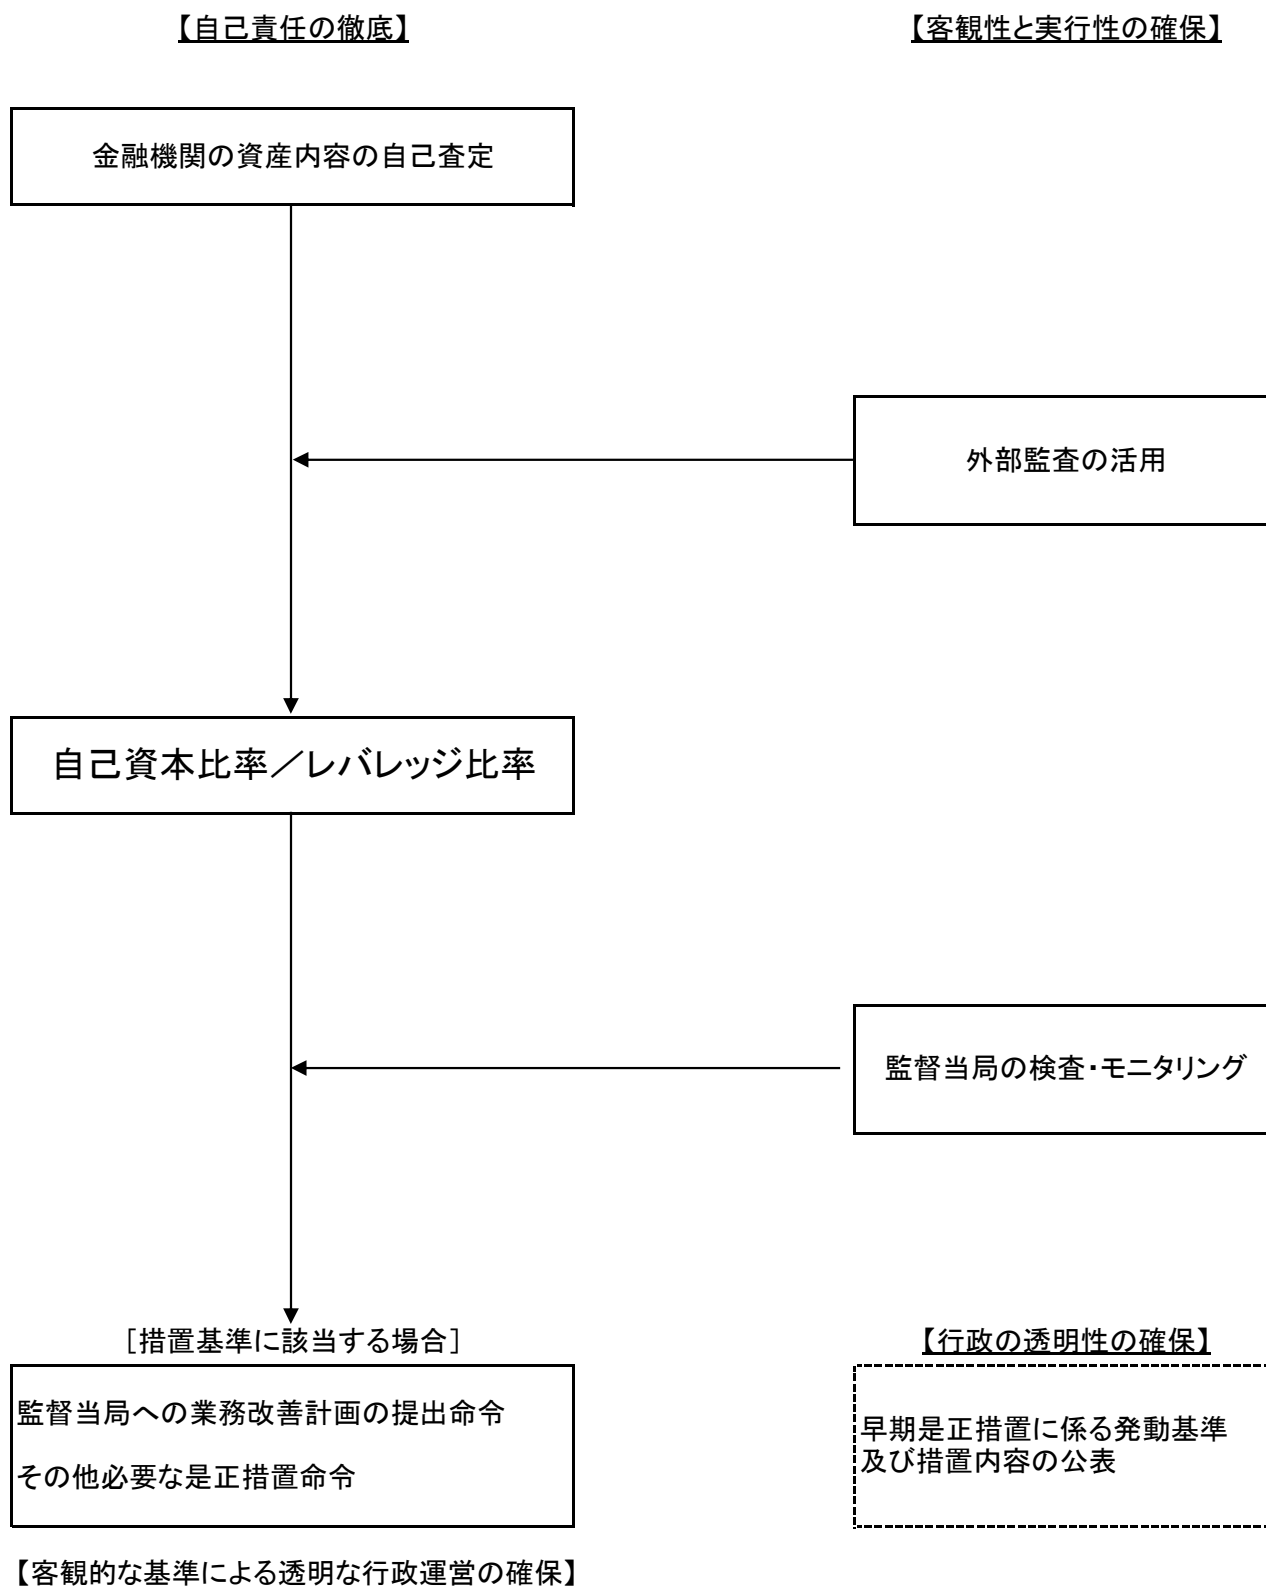 【自己責任の徹底】
【客観性と実行性の確保】
金融機関の資産内容の自己査定
外部監査の活用
自己資本比率／レバレッジ比率
監督当局の検査・モニタリング
［措置基準に該当する場合］
監督当局への業務改善計画の提出命令
その他必要な是正措置命令
【行政の透明性の確保】
早期是正措置に係る発動基準
及び措置内容の公表
【客観的な基準による透明な行政運営の確保】